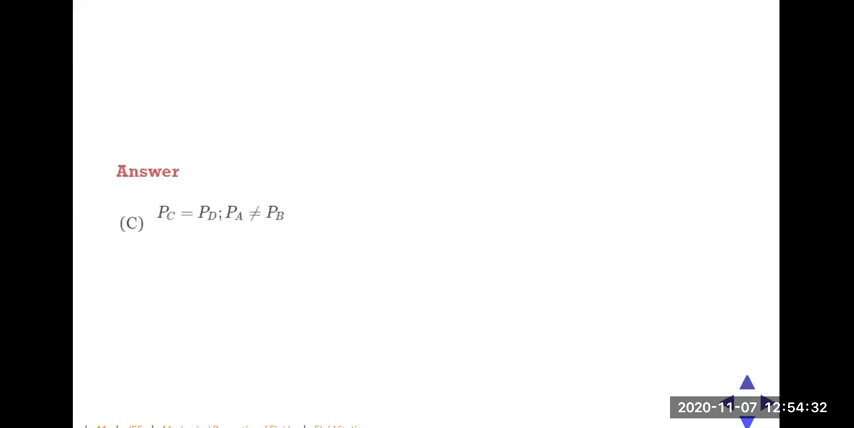 Answer
(C) P_C = P_D; P_A ≠ P_B
2020-11-07 12:54:32